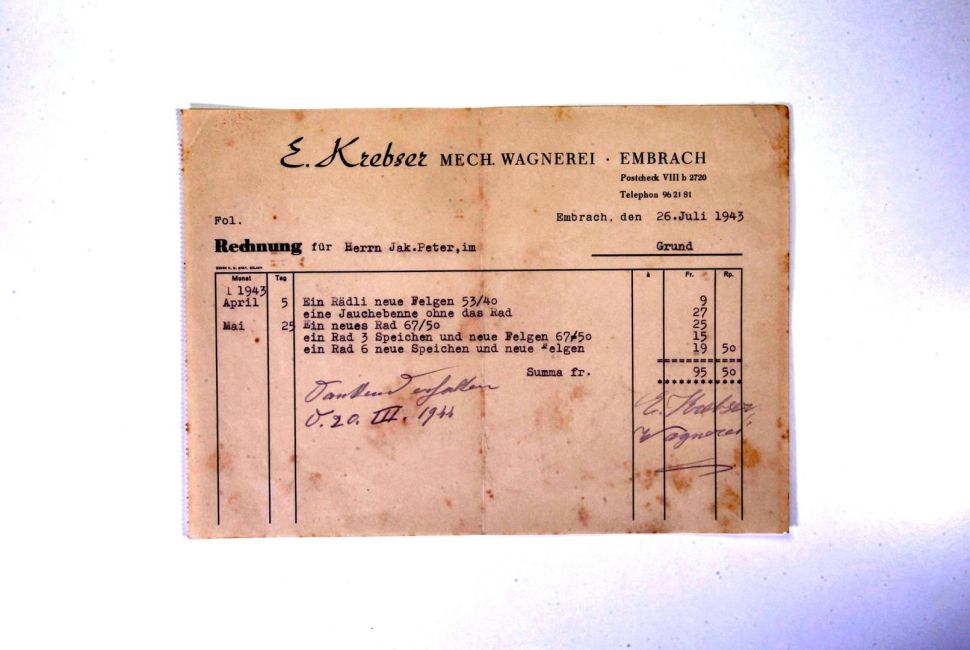 E. Krebser MECH. WAGNEREI · EMBRACH
Postcheck VIII b 2720
Telephon 96 21 81
Fol.
Embrach, den 26.Juli 1943
Rechnung für Herrn Jak.Peter,im Grund
Monat Tag à Fr. Rp.
1943
April 5 Ein Rädli neue Felgen 53/40 9
eine Jauchebenne ohne das Rad 27
Mai 25 Ein neues Rad 67/50 25
ein Rad 3 Speichen und neue Felgen 67/50 15
ein Rad 6 neue Speichen und neue Felgen 19 50
Summa fr. 95 50
Dankend erhalten
d. 20. III. 1944
E. Krebser
Wagnerei